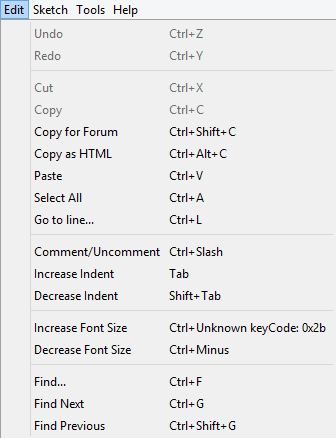 Edit Sketch Tools Help
Undo Ctrl+Z
Redo Ctrl+Y
Cut Ctrl+X
Copy Ctrl+C
Copy for Forum Ctrl+Shift+C
Copy as HTML Ctrl+Alt+C
Paste Ctrl+V
Select All Ctrl+A
Go to line... Ctrl+L
Comment/Uncomment Ctrl+Slash
Increase Indent Tab
Decrease Indent Shift+Tab
Increase Font Size Ctrl+Unknown keyCode: 0x2b
Decrease Font Size Ctrl+Minus
Find... Ctrl+F
Find Next Ctrl+G
Find Previous Ctrl+Shift+G